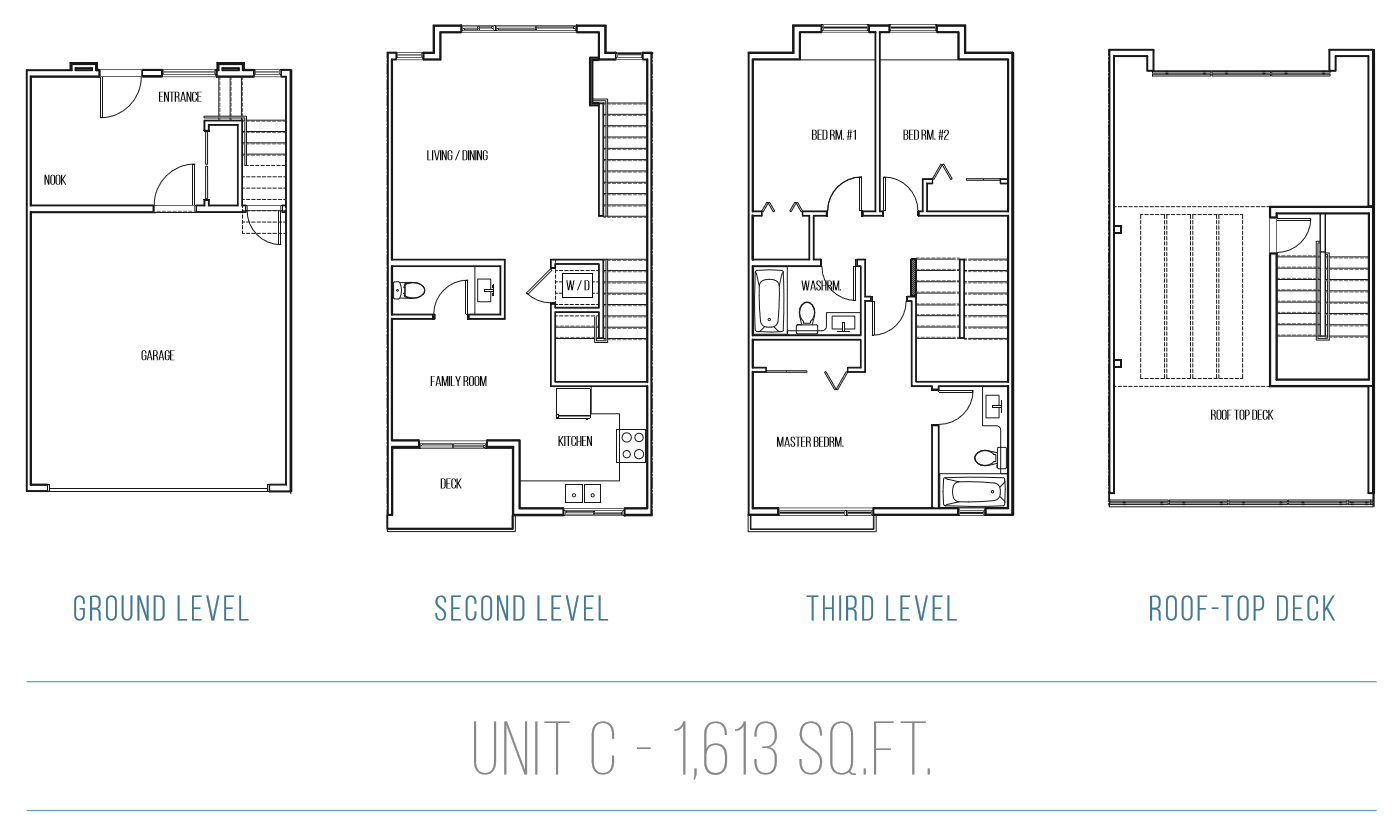 ENTRANCE
NOOK
GARAGE
GROUND LEVEL
LIVING / DINING
W / D
FAMILY ROOM
KITCHEN
DECK
SECOND LEVEL
BED RM. #1
BED RM. #2
WASHRM.
MASTER BEDRM.
THIRD LEVEL
ROOF TOP DECK
ROOF-TOP DECK
UNIT C - 1,613 SQ.FT.